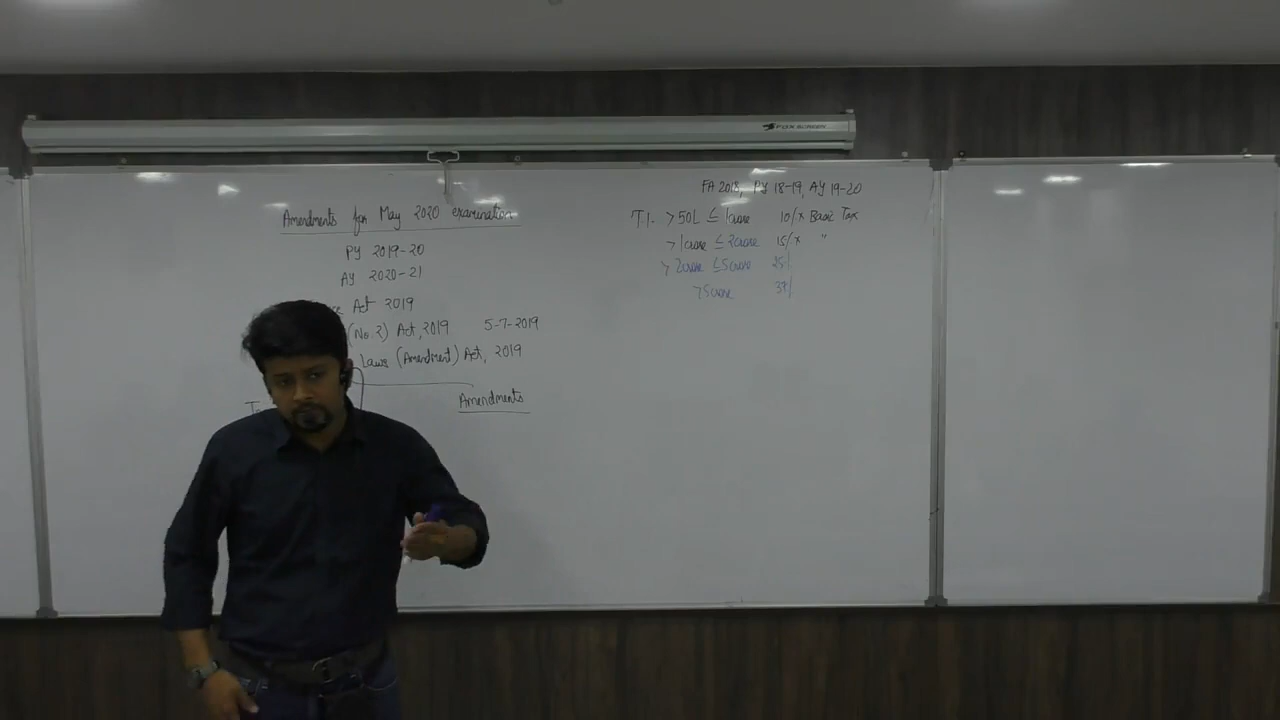 FOX SCREEN
Amendments for May 2020 examination
PY 2019-20
AY 2020-21
Act 2019
(No.2) Act, 2019 5-7-2019
Laws (Amendment) Act, 2019
Amendments
FA 2018, PY 18-19, AY 19-20
T.I. >50L ≤ 1crore 10% x Basic Tax
>1crore ≤ 2crore 15% x "
>2crore ≤5crore 25%
>5crore 37%